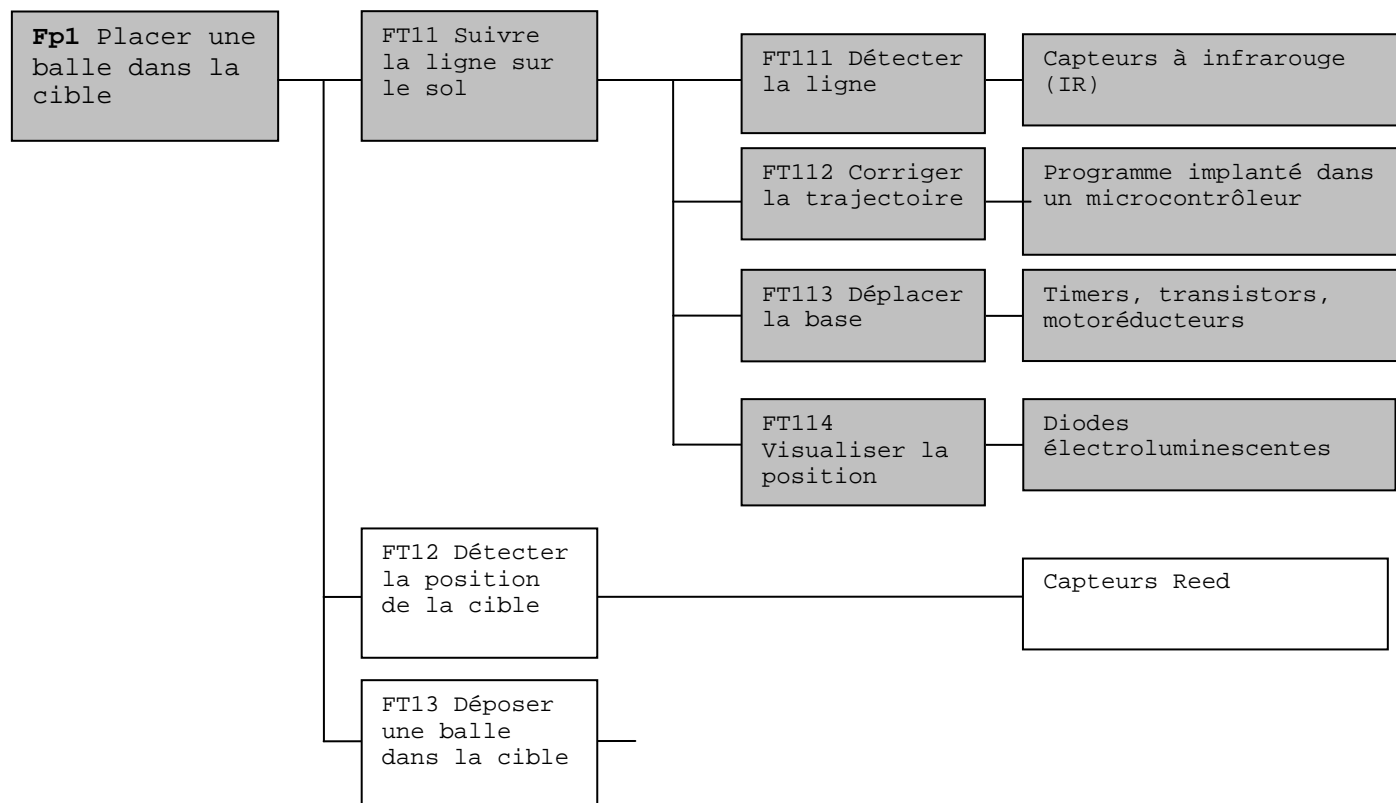 Fp1 Placer une
balle dans la
cible
FT11 Suivre
la ligne sur
le sol
FT111 Détecter
la ligne
Capteurs à infrarouge
(IR)
FT112 Corriger
la trajectoire
Programme implanté dans
un microcontrôleur
FT113 Déplacer
la base
Timers, transistors,
motoréducteurs
FT114
Visualiser la
position
Diodes
électroluminescentes
FT12 Détecter
la position
de la cible
Capteurs Reed
FT13 Déposer
une balle
dans la cible